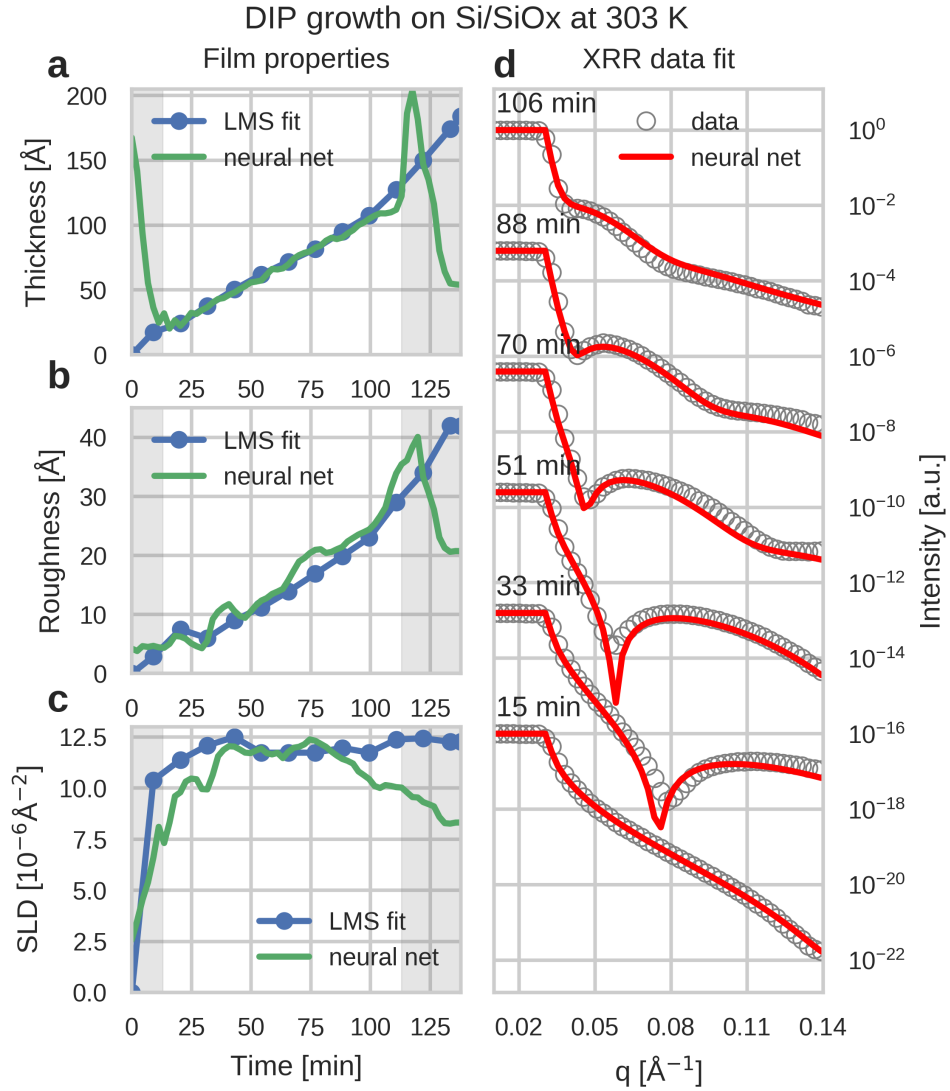 DIP growth on Si/SiOx at 303 K
a
Film properties
Thickness [Å]
200
150
100
50
0
LMS fit
neural net
0 25 50 75 100 125
b
Roughness [Å]
40
30
20
10
0
LMS fit
neural net
0 25 50 75 100 125
c
SLD [10⁻⁶Å⁻²]
12.5
10.0
7.5
5.0
2.5
0.0
LMS fit
neural net
0 25 50 75 100 125
Time [min]
d
XRR data fit
106 min
88 min
70 min
51 min
33 min
15 min
data
neural net
10⁰
10⁻²
10⁻⁴
10⁻⁶
10⁻⁸
10⁻¹⁰
10⁻¹²
10⁻¹⁴
10⁻¹⁶
10⁻¹⁸
10⁻²⁰
10⁻²²
Intensity [a.u.]
0.02 0.05 0.08 0.11 0.14
q [Å⁻¹]